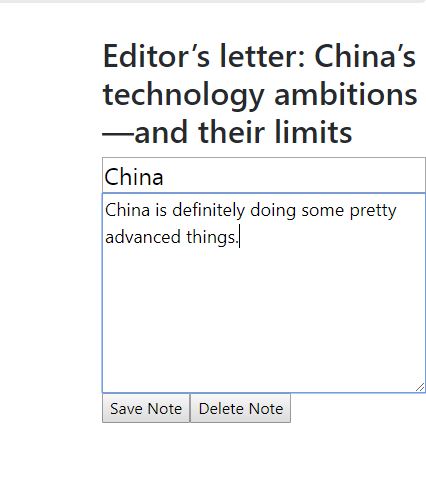 Editor’s letter: China’s
technology ambitions
—and their limits
China
China is definitely doing some pretty
advanced things.
Save Note Delete Note